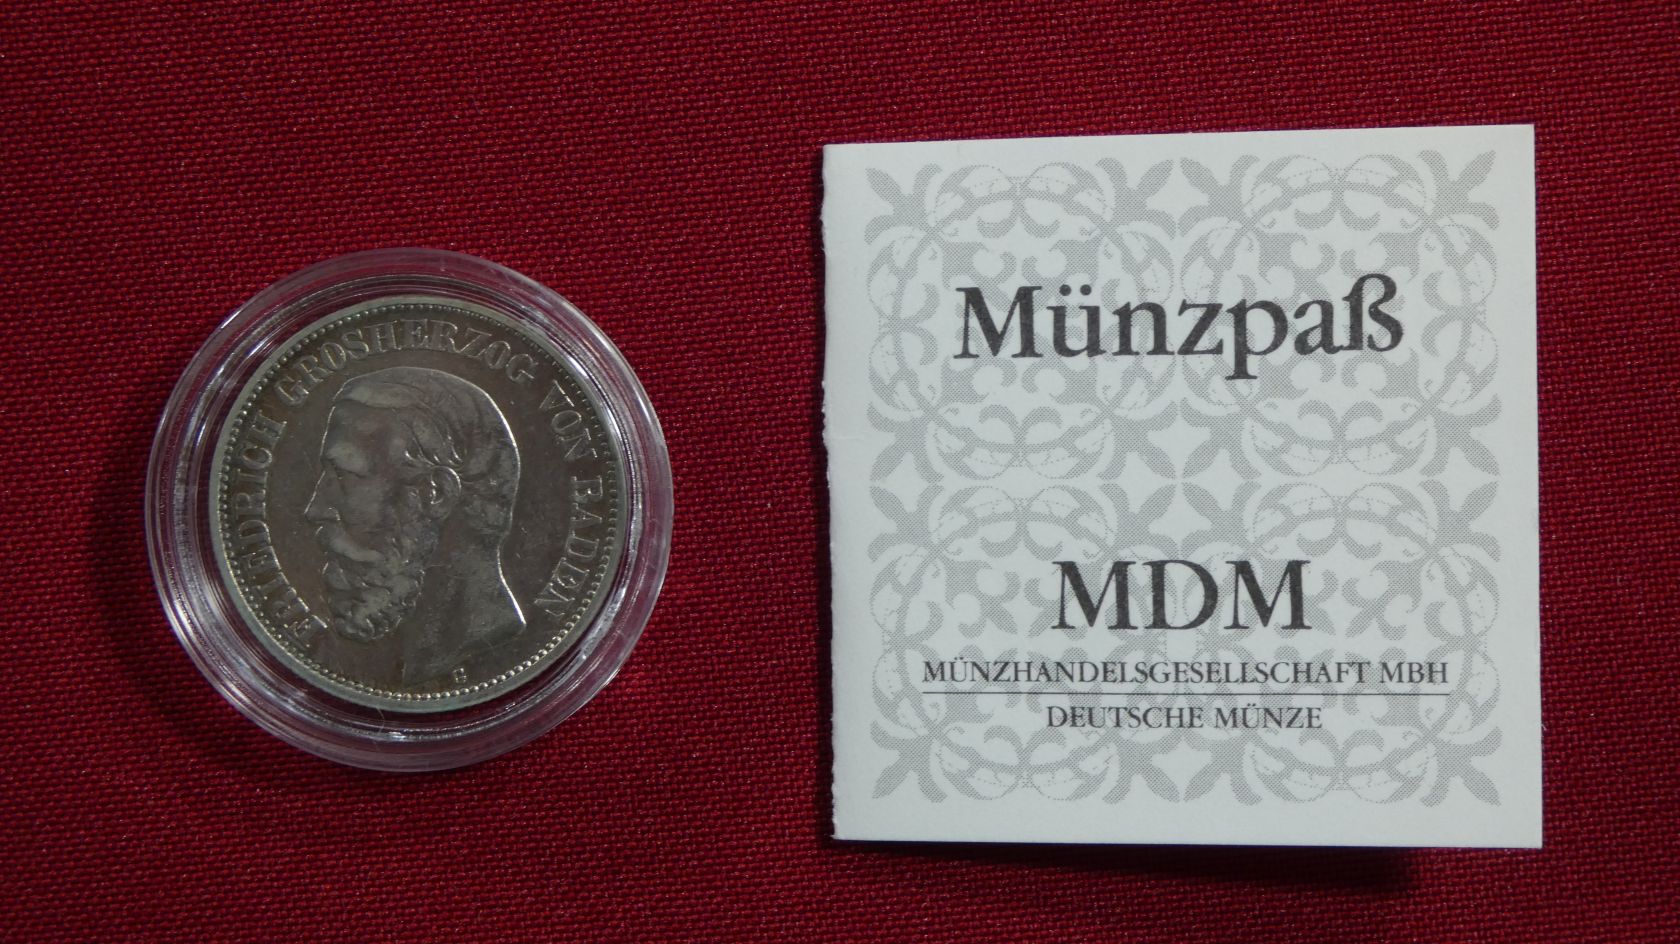 FRIEDRICH GROSHERZOG VON BADEN
G
Münzpaß
MDM
MÜNZHANDELSGESELLSCHAFT MBH
DEUTSCHE MÜNZE